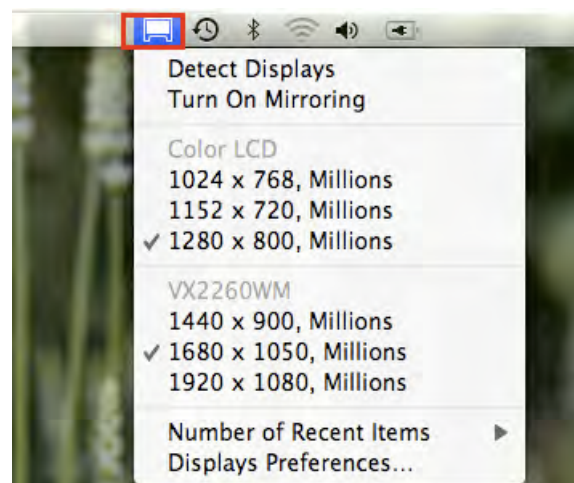 Detect Displays
Turn On Mirroring
Color LCD
1024 x 768, Millions
1152 x 720, Millions
✓ 1280 x 800, Millions
VX2260WM
1440 x 900, Millions
✓ 1680 x 1050, Millions
1920 x 1080, Millions
Number of Recent Items ▶
Displays Preferences...